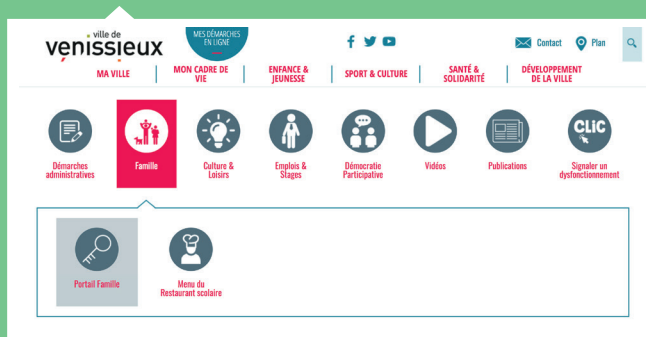 ville de
venissieux
MES DÉMARCHES
EN LIGNE
Contact
Plan
MA VILLE
MON CADRE DE
VIE
ENFANCE &
JEUNESSE
SPORT & CULTURE
SANTÉ &
SOLIDARITÉ
DÉVELOPPEMENT
DE LA VILLE
Démarches
administratives
Famille
Culture &
Loisirs
Emplois &
Stages
Démocratie
Participative
Vidéos
Publications
CLIC
Signaler un
dysfonctionnement
Portail Famille
Menu du
Restaurant scolaire